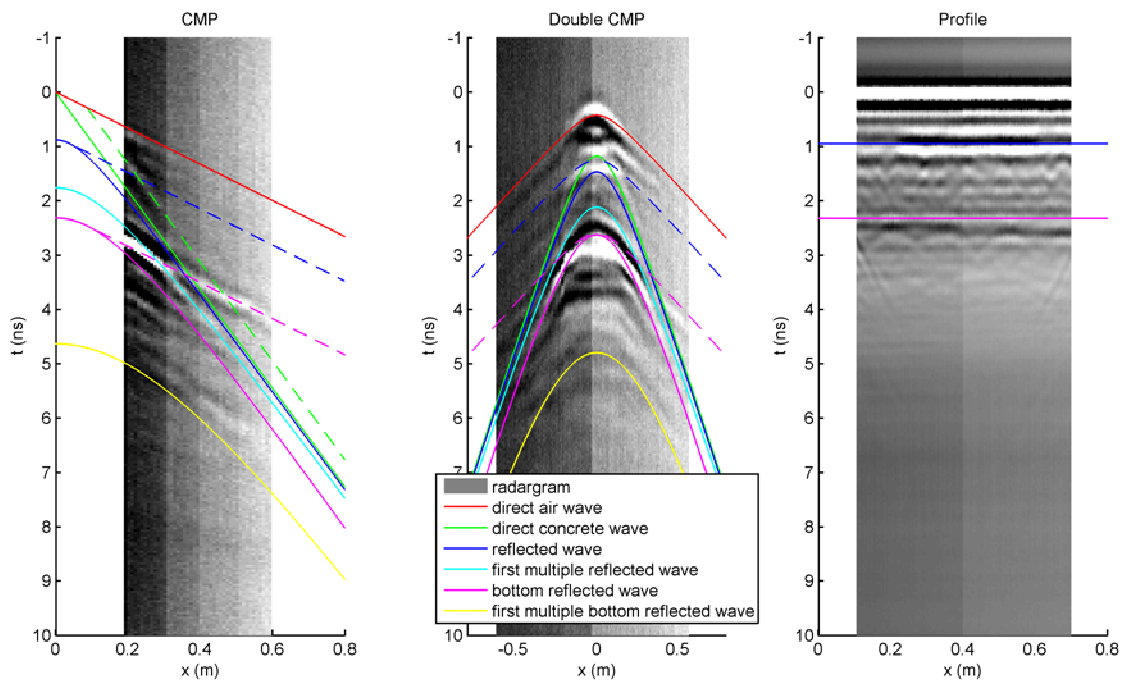 CMP
-1
0
1
2
3
4
5
6
7
8
9
10
t (ns)
0
0.2
0.4
0.6
0.8
x (m)
Double CMP
-1
0
1
2
3
4
5
6
7
10
t (ns)
radargram
direct air wave
direct concrete wave
reflected wave
first multiple reflected wave
bottom reflected wave
first multiple bottom reflected wave
-0.5
0
0.5
x (m)
Profile
-1
0
1
2
3
4
5
6
7
8
9
10
t (ns)
0
0.2
0.4
0.6
0.8
x (m)